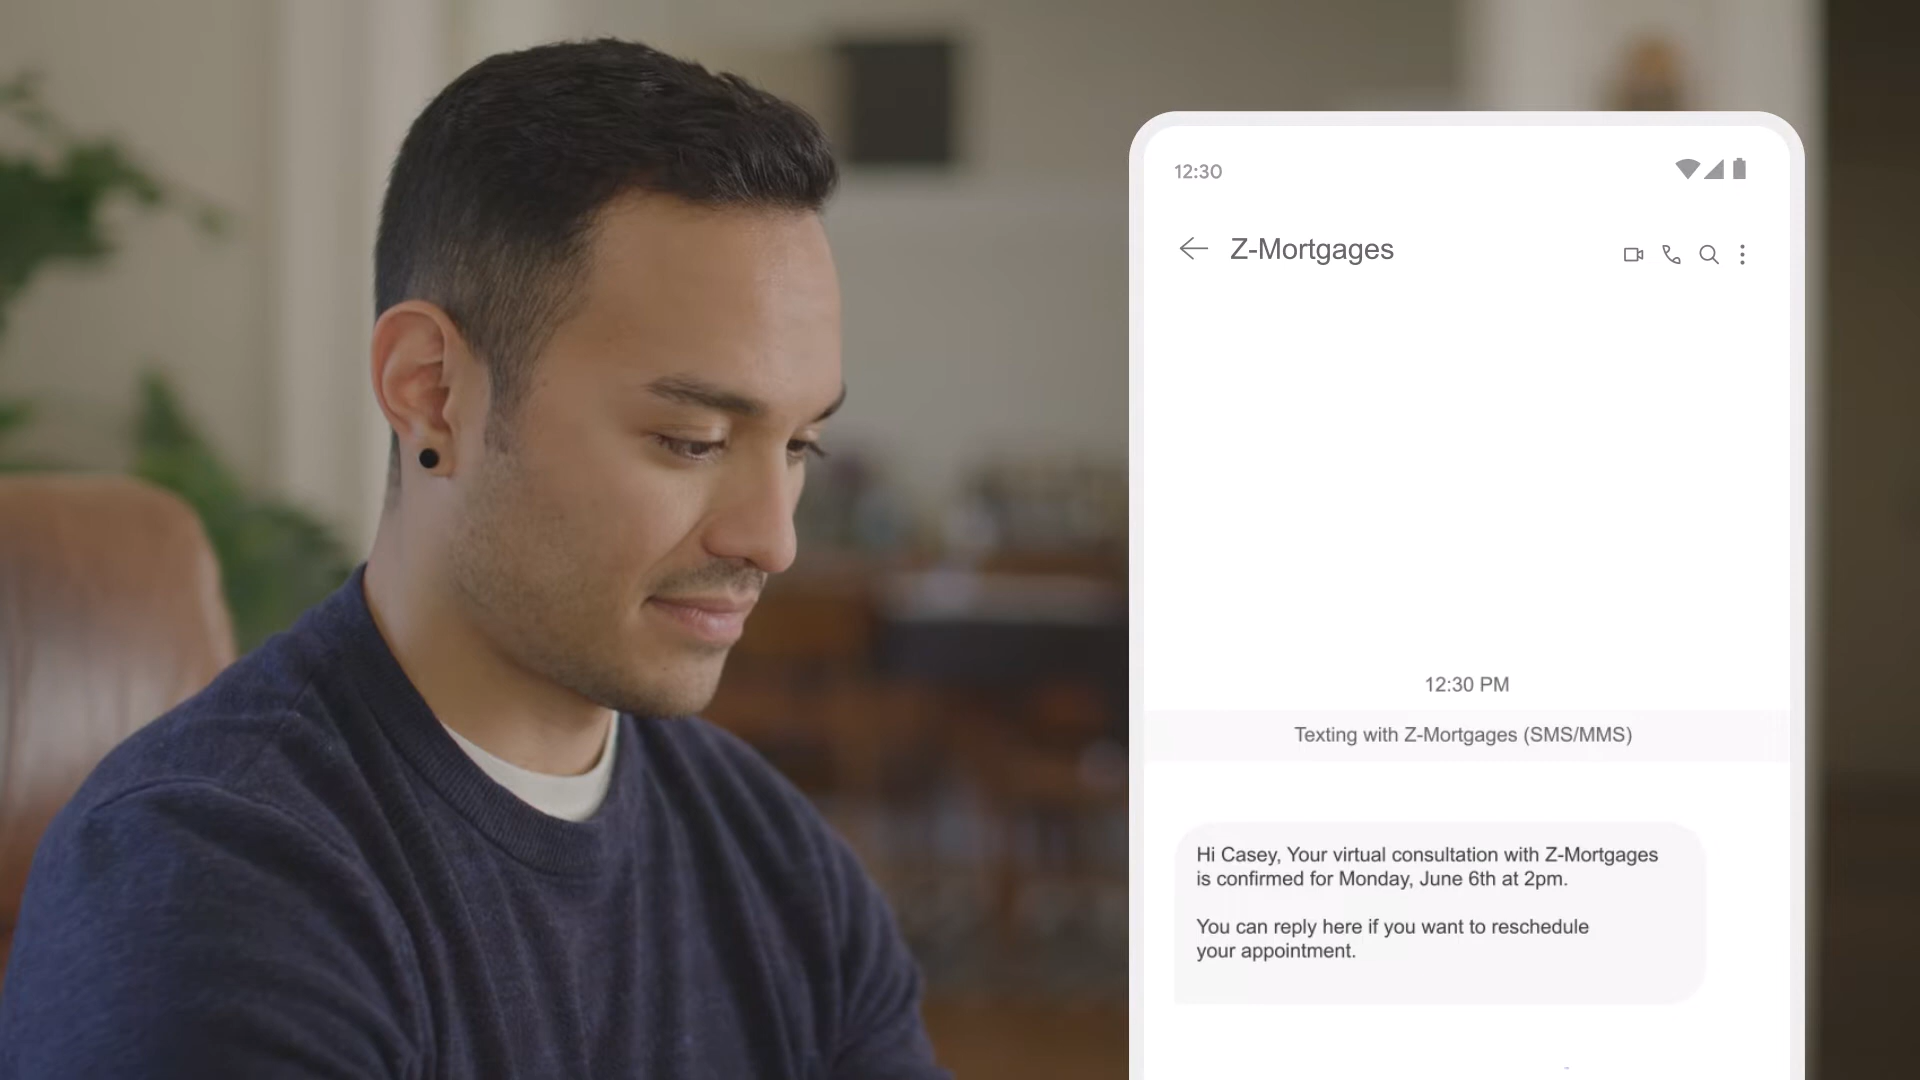 12:30
Z-Mortgages
12:30 PM
Texting with Z-Mortgages (SMS/MMS)
Hi Casey, Your virtual consultation with Z-Mortgages
is confirmed for Monday, June 6th at 2pm.
You can reply here if you want to reschedule
your appointment.